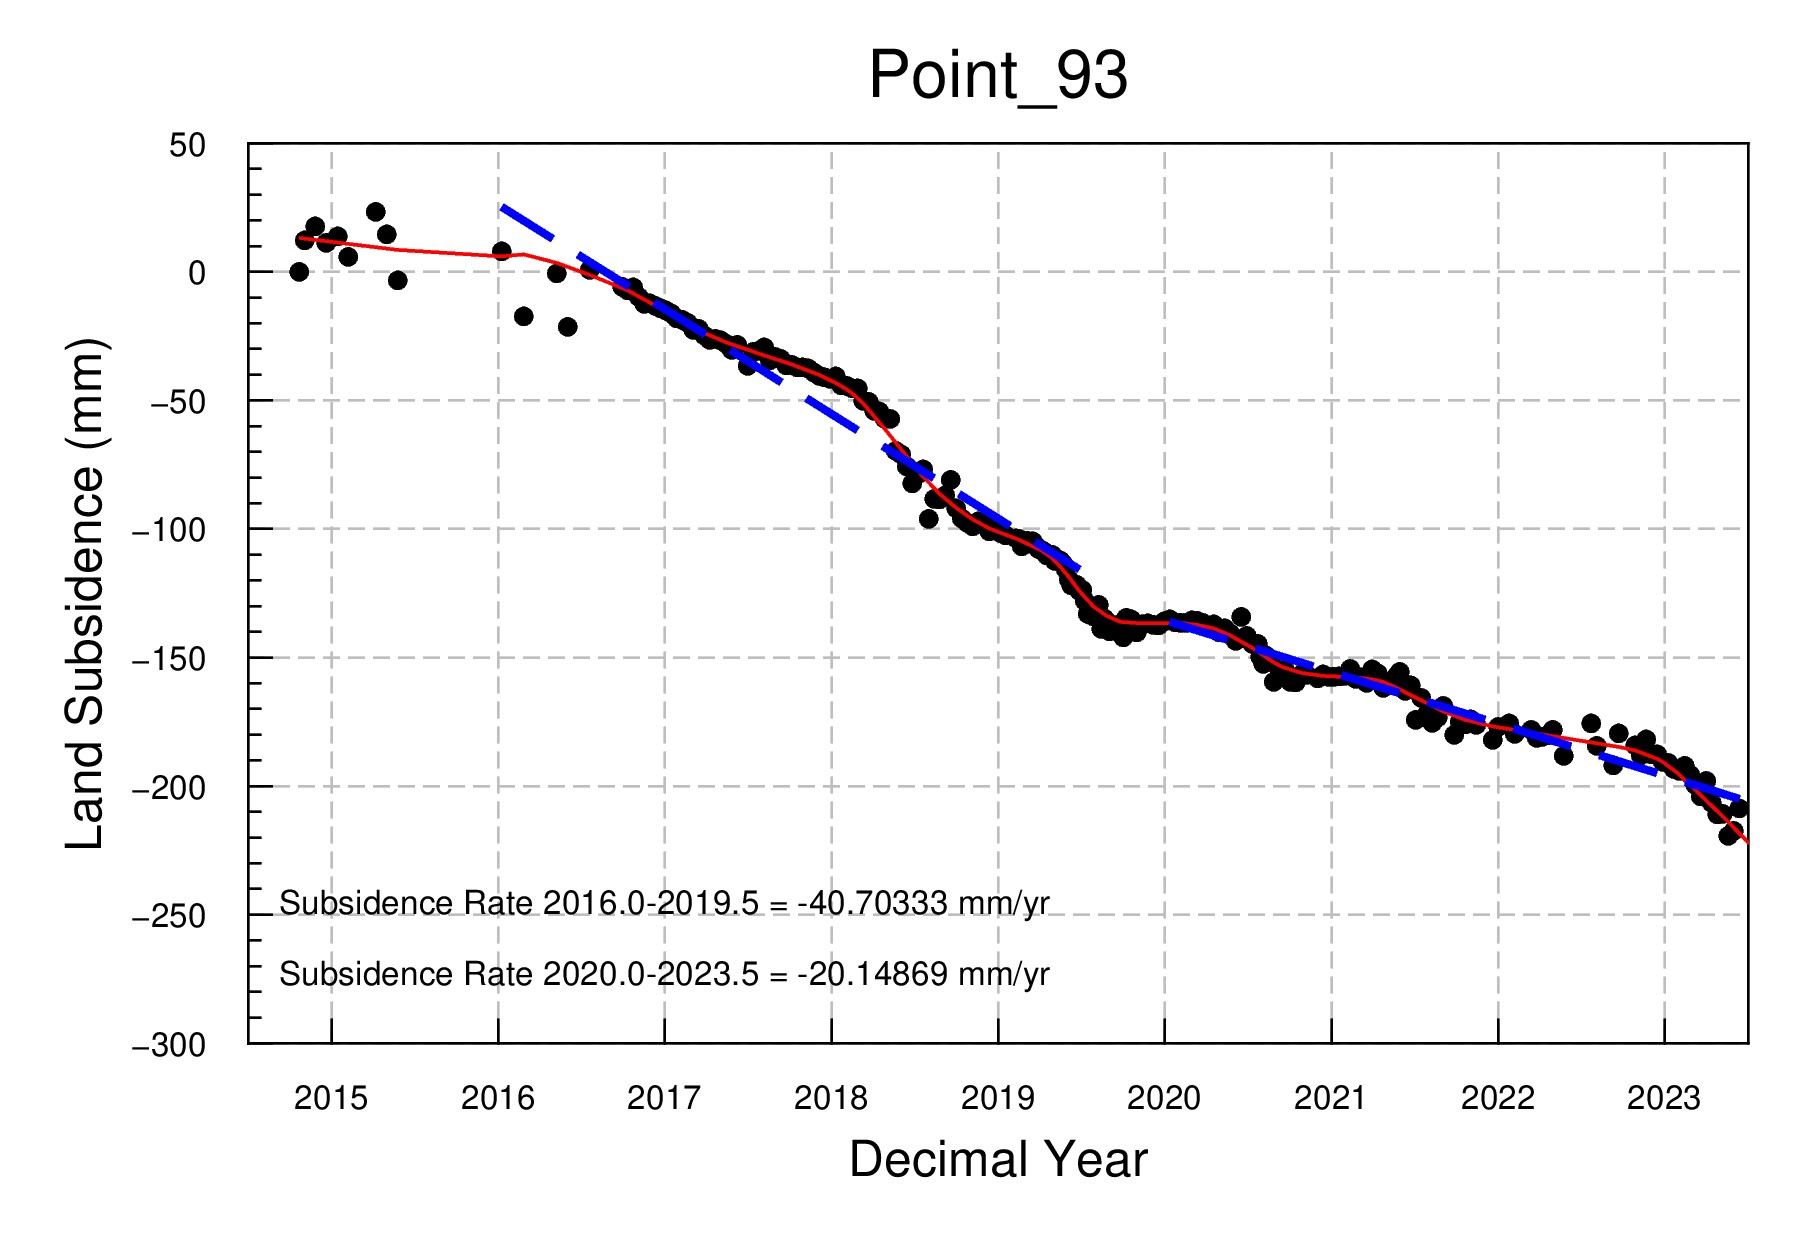 Point_93
50
0
−50
−100
−150
−200
−250
−300
Land Subsidence (mm)
Subsidence Rate 2016.0-2019.5 = -40.70333 mm/yr
Subsidence Rate 2020.0-2023.5 = -20.14869 mm/yr
2015 2016 2017 2018 2019 2020 2021 2022 2023
Decimal Year